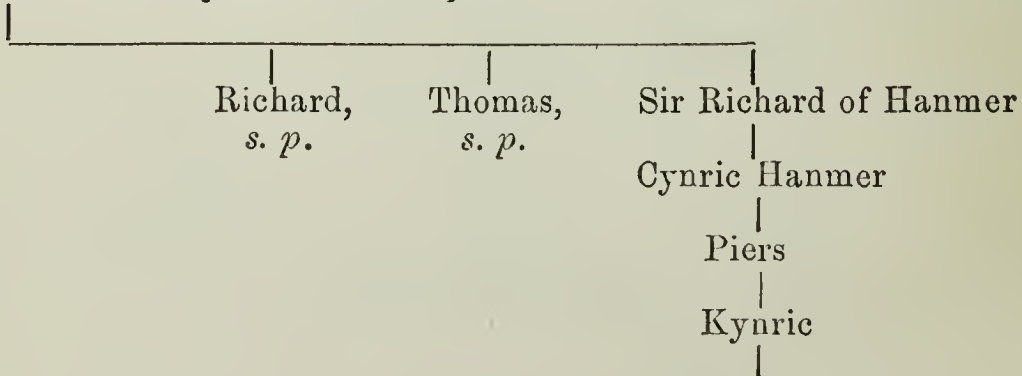 Richard, Thomas, Sir Richard of Hanmer
s. p. s. p.
Cynric Hanmer
Piers
Kynric